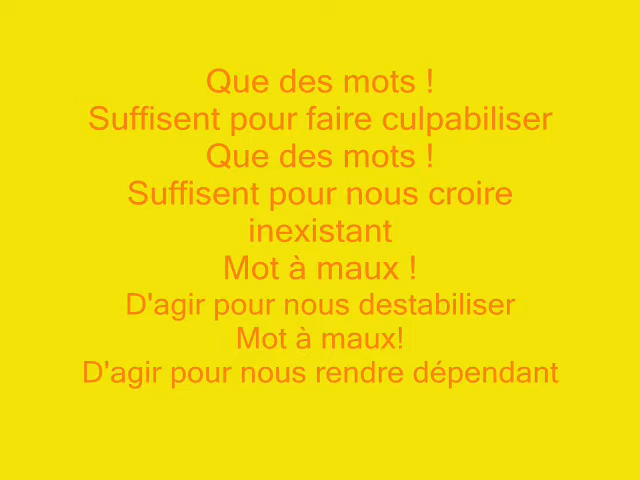 Que des mots !
Suffisent pour faire culpabiliser
Que des mots !
Suffisent pour nous croire
inexistant
Mot à maux !
D'agir pour nous destabiliser
Mot à maux!
D'agir pour nous rendre dépendant